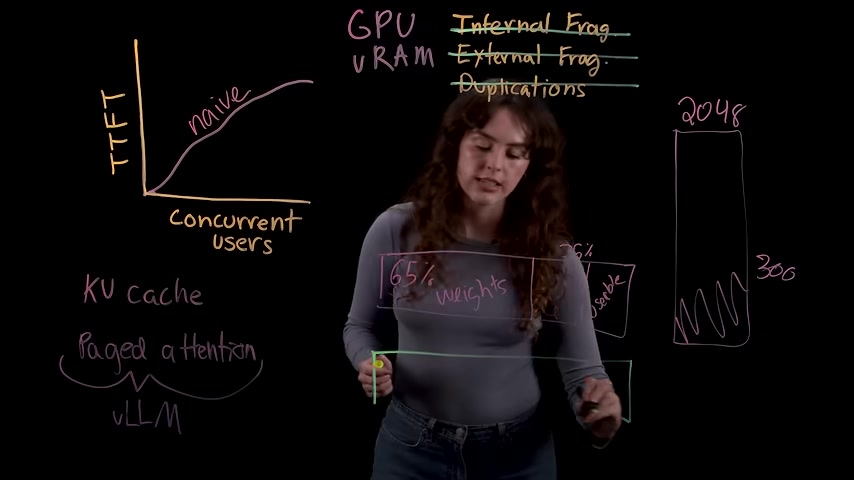 GPU
vRAM
Internal Frag.
External Frag.
Duplications
TTFT
naive
Concurrent
users
KV cache
Paged attention
vLLM
65%
weights
useable
2048
300